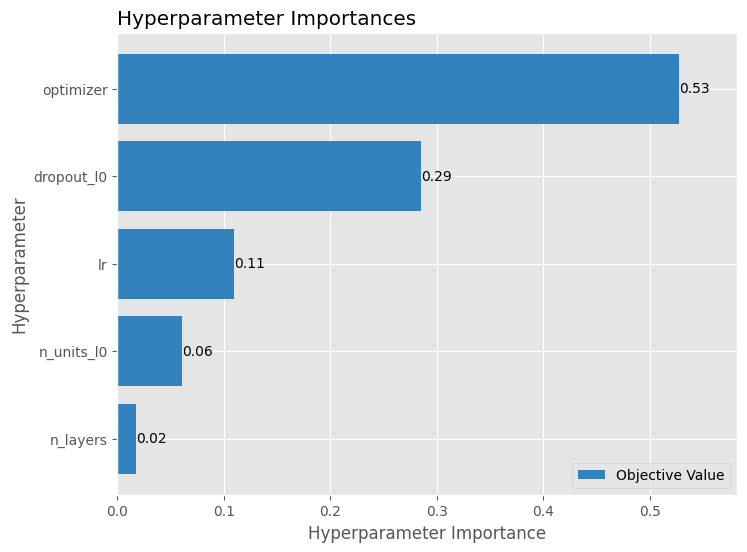 Hyperparameter Importances
Hyperparameter
optimizer
0.53
dropout_l0
0.29
lr
0.11
n_units_l0
0.06
n_layers
0.02
Objective Value
0.0 0.1 0.2 0.3 0.4 0.5
Hyperparameter Importance